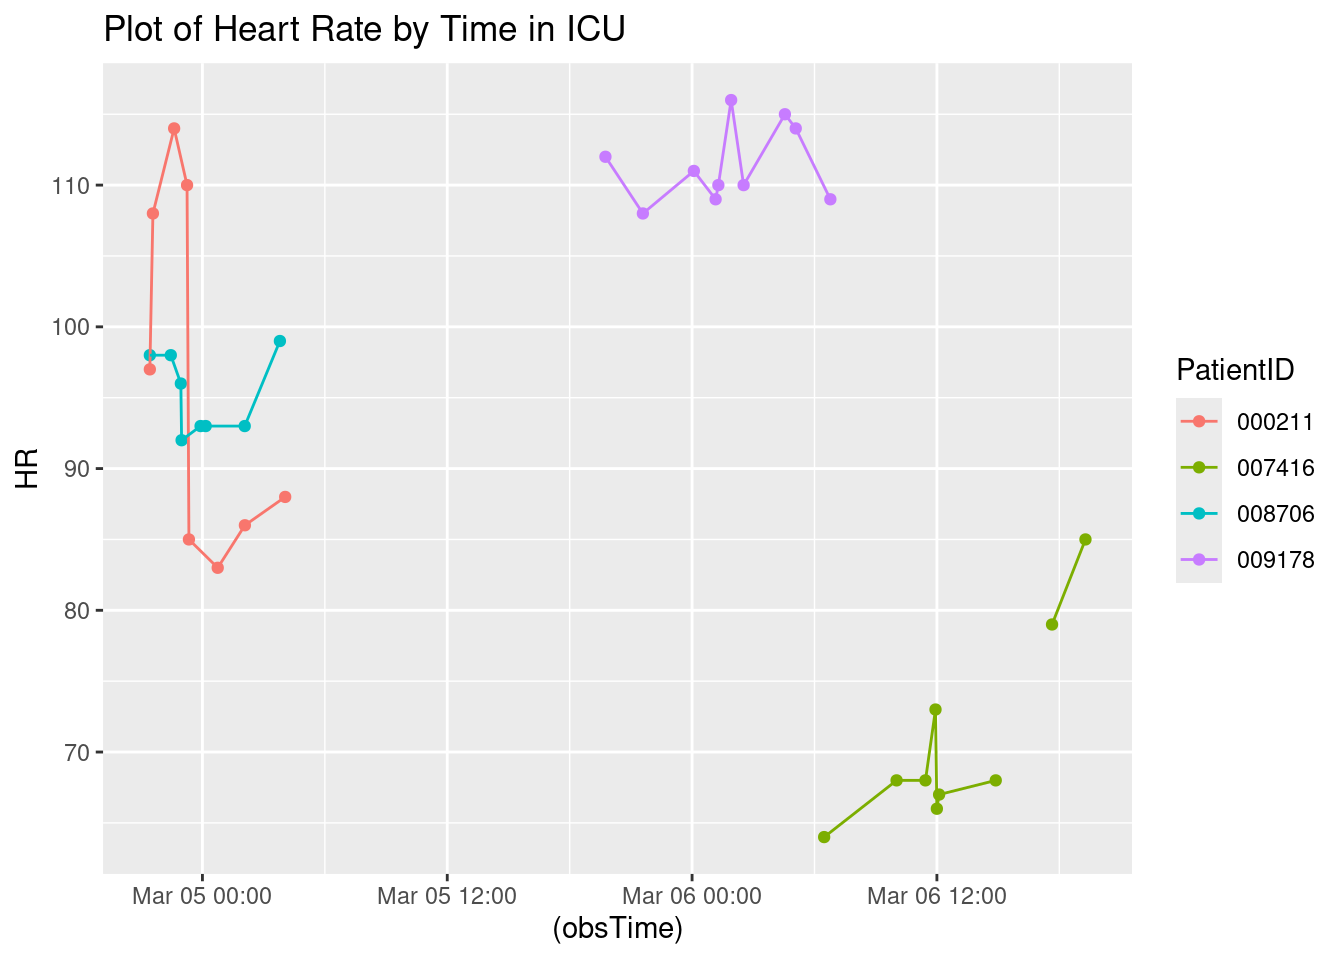 Plot of Heart Rate by Time in ICU
110
100
90
80
70
HR
Mar 05 00:00
Mar 05 12:00
Mar 06 00:00
Mar 06 12:00
(obsTime)
PatientID
000211
007416
008706
009178